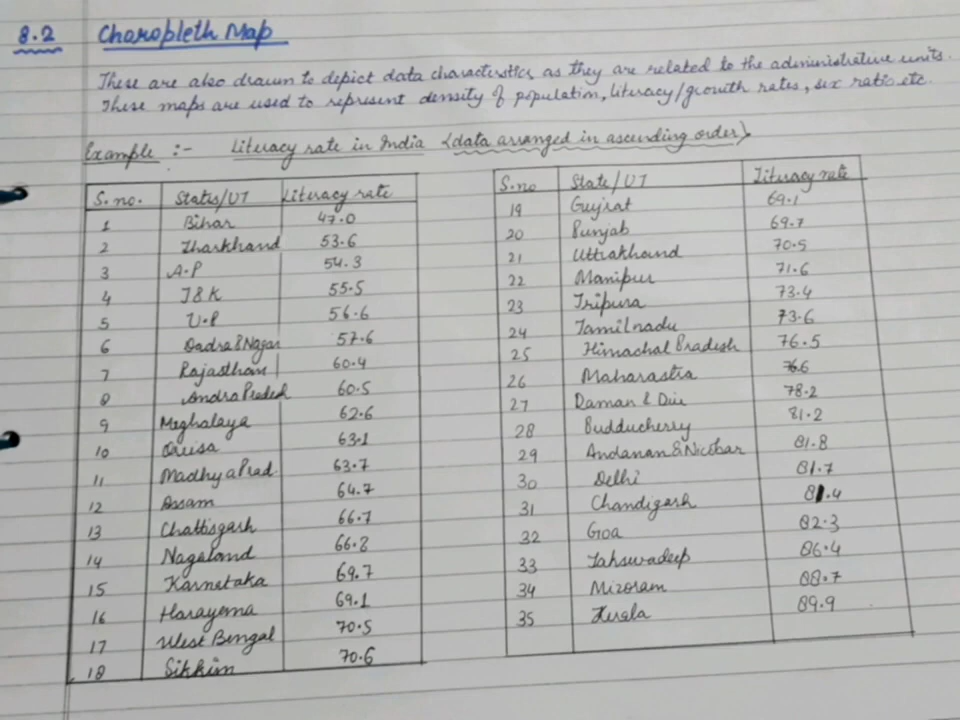 8.2 Choropleth Map
These are also drawn to depict data characterstics as they are related to the administrative units.
These maps are used to represent density of population, literacy/growth rates, sex ratio etc.
Example :- Literacy rate in India (data arranged in ascending order)
S.no. States/UT Literacy rate
1 Bihar 47.0
2 Jharkhand 53.6
3 A.P 54.3
4 J&K 55.5
5 U.P 56.6
6 Dadra & Nagar 57.6
7 Rajasthan 60.4
8 Andra Pradesh 60.5
9 Meghalaya 62.6
10 Orrisa 63.1
11 Madhya Prad. 63.7
12 Assam 64.7
13 Chattisgash 66.7
14 Nagaland 66.8
15 Karnetaka 69.7
16 Harayema 69.1
17 West Bengal 70.5
18 Sikkim 70.6
S.no State/UT Literacy rate
19 Gujrat 69.1
20 Punjab 69.7
21 Uttrakhand 70.5
22 Manipur 71.6
23 Tripura 73.4
24 Tamilnadu 73.6
25 Himachal Pradesh 76.5
26 Maharastra 76.6
27 Daman & Diu 78.2
28 Pudducherry 81.2
29 Andanan & Nicobar 81.8
30 Delhi 81.7
31 Chandigarh 81.4
32 Goa 82.3
33 Lahswadeep 86.4
34 Mizoram 88.7
35 Kerala 89.9